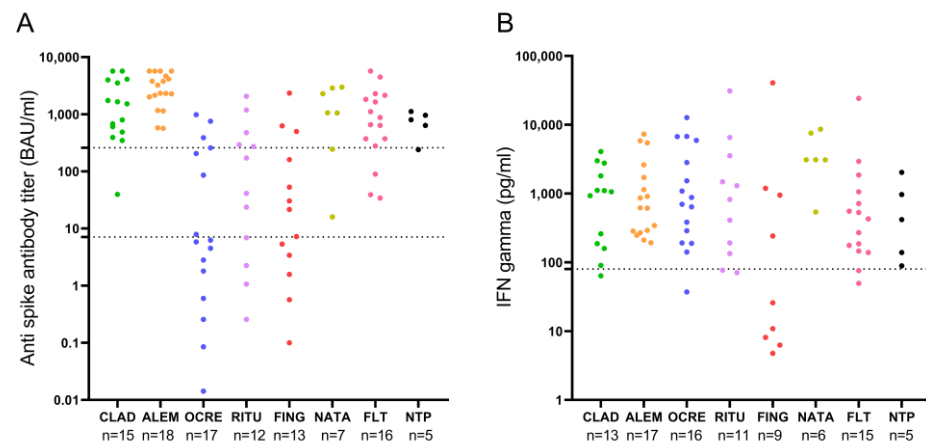 A
Anti spike antibody titer (BAU/ml)
10,000
1,000
100
10
1
0.1
0.01
CLAD ALEM OCRE RITU FING NATA FLT NTP
n=15 n=18 n=17 n=12 n=13 n=7 n=16 n=5
B
IFN gamma (pg/ml)
100,000
10,000
1,000
100
10
1
CLAD ALEM OCRE RITU FING NATA FLT NTP
n=13 n=17 n=16 n=11 n=9 n=6 n=15 n=5